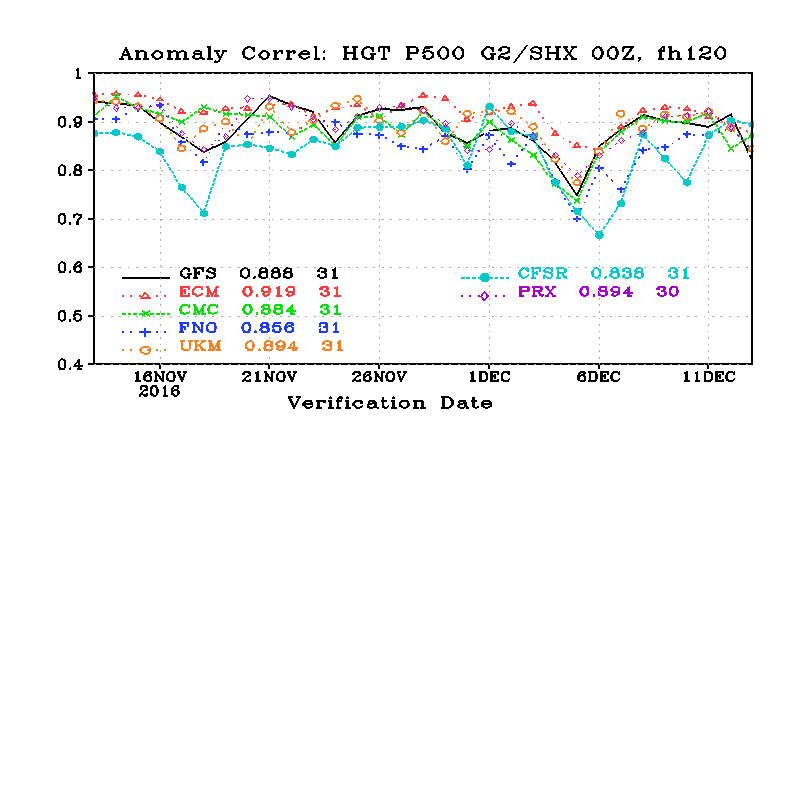 Anomaly Correl: HGT P500 G2/SHX 00Z, fh120
1
0.9
0.8
0.7
0.6
0.5
0.4
GFS 0.888 31
ECM 0.919 31
CMC 0.884 31
FNO 0.856 31
UKM 0.894 31
CFSR 0.838 31
PRX 0.894 30
16NOV 21NOV 26NOV 1DEC 6DEC 11DEC
2016
Verification Date